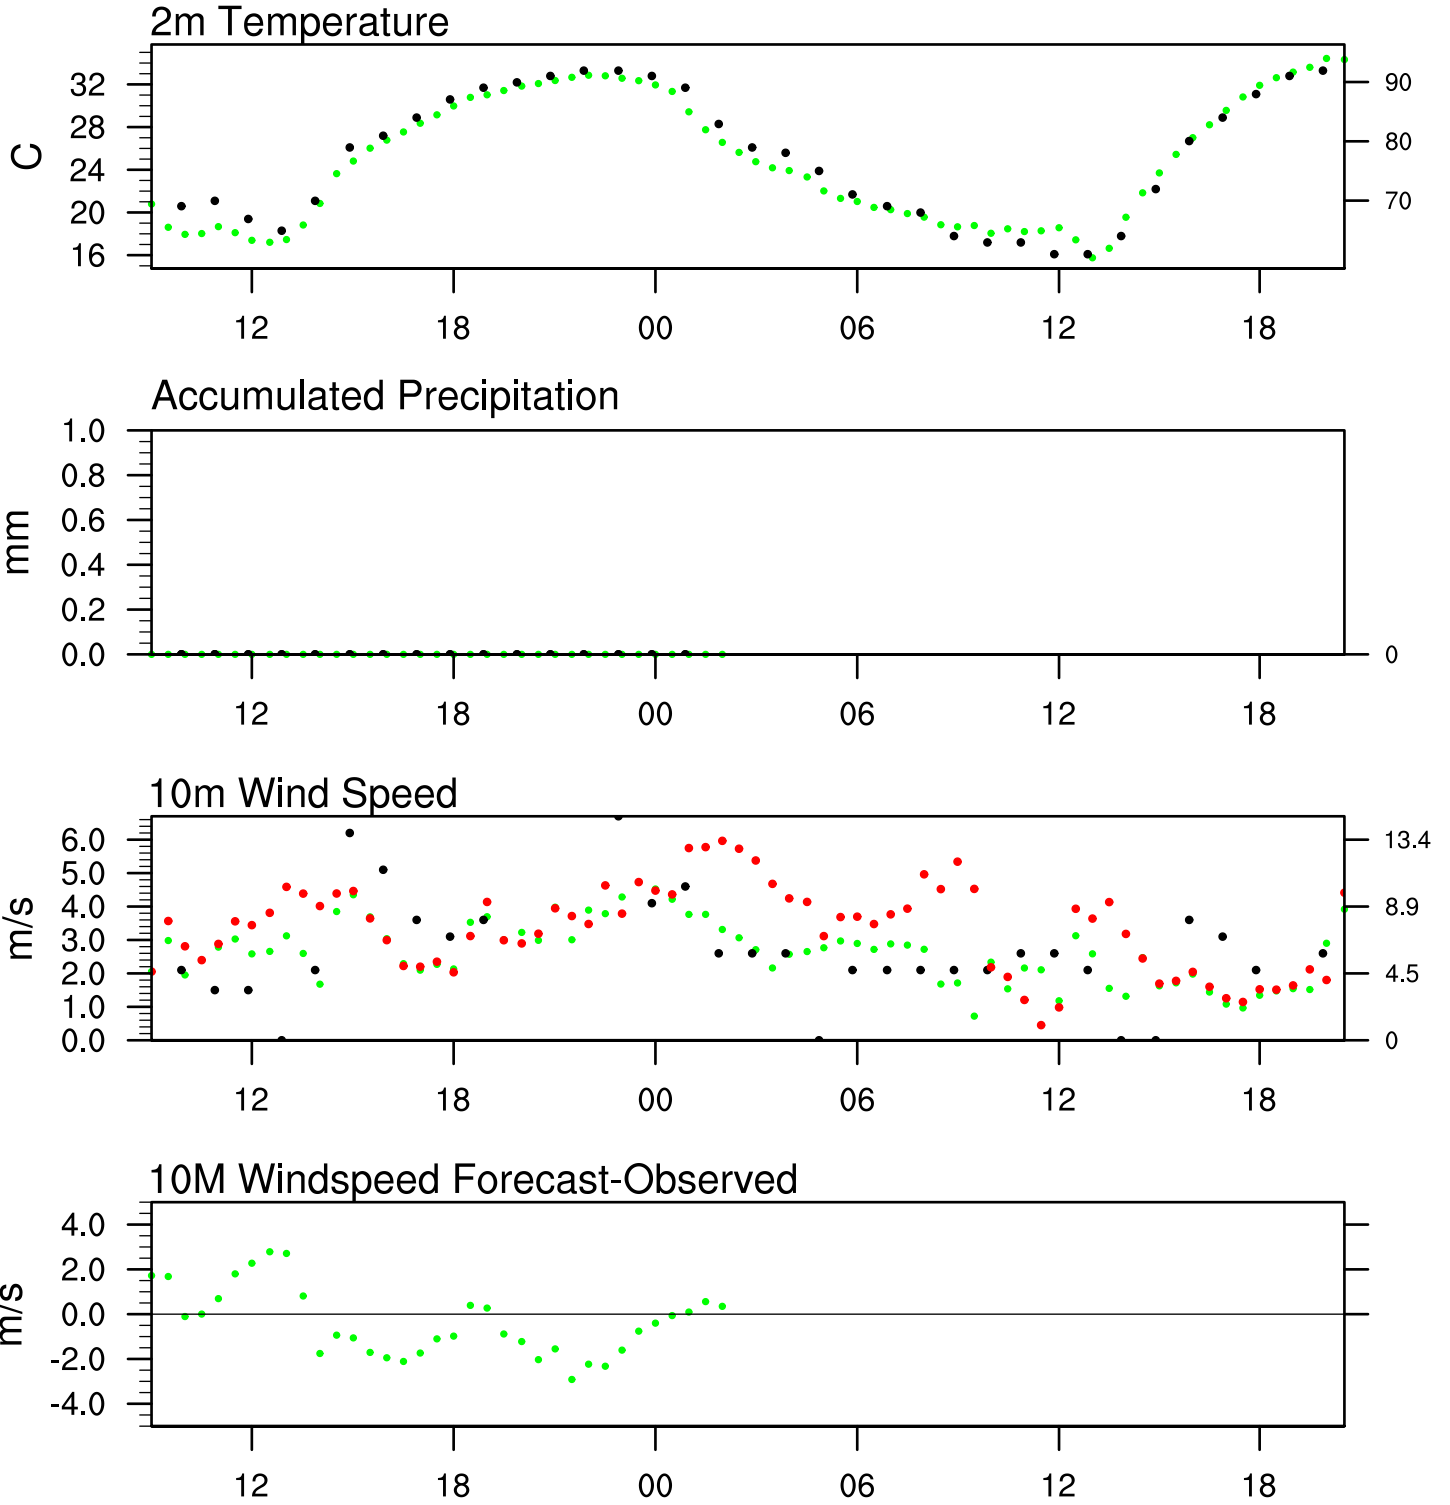 2m Temperature
C
32
28
24
20
16
90
80
70
12 18 00 06 12 18
Accumulated Precipitation
mm
1.0
0.8
0.6
0.4
0.2
0.0
0
12 18 00 06 12 18
10m Wind Speed
m/s
6.0
5.0
4.0
3.0
2.0
1.0
0.0
13.4
8.9
4.5
0
12 18 00 06 12 18
10M Windspeed Forecast-Observed
m/s
4.0
2.0
0.0
-2.0
-4.0
12 18 00 06 12 18